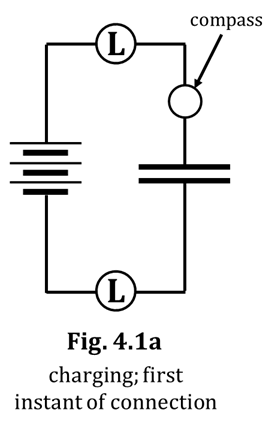 compass
L
L
Fig. 4.1a
charging; first
instant of connection